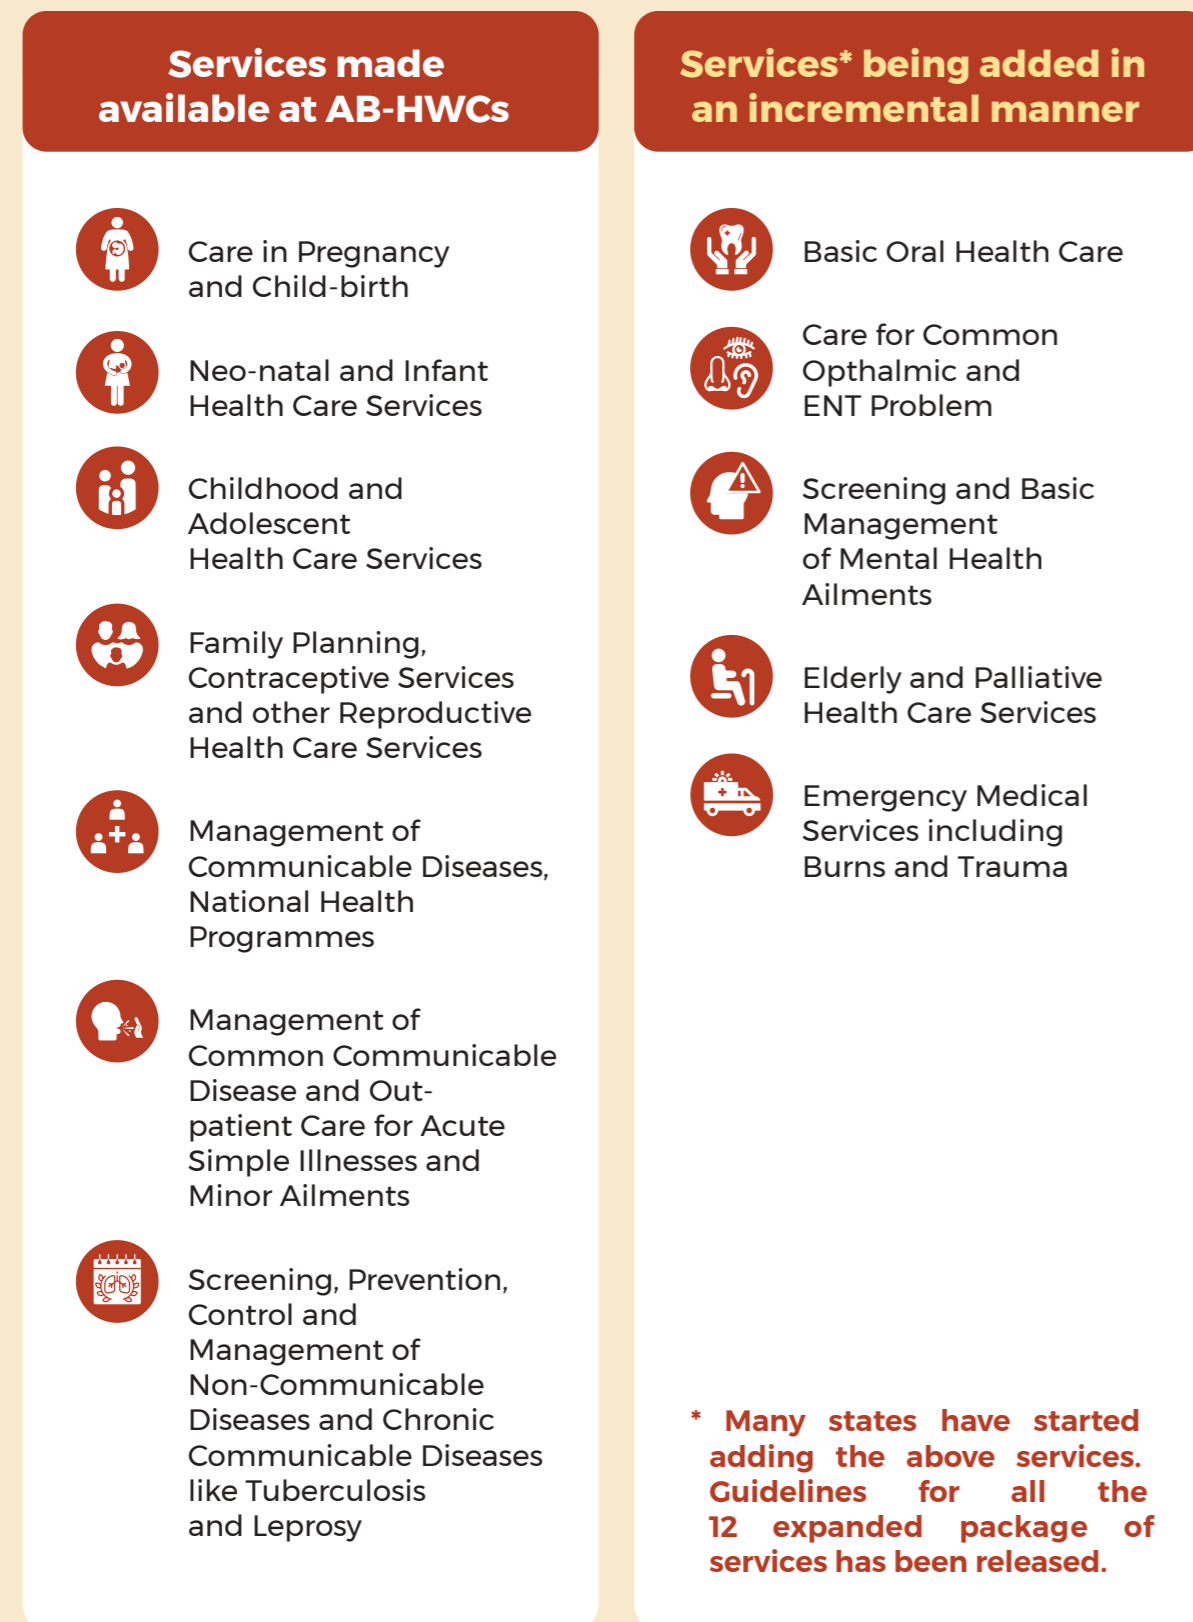 Services made
available at AB-HWCs
Care in Pregnancy
and Child-birth
Neo-natal and Infant
Health Care Services
Childhood and
Adolescent
Health Care Services
Family Planning,
Contraceptive Services
and other Reproductive
Health Care Services
Management of
Communicable Diseases,
National Health
Programmes
Management of
Common Communicable
Disease and Out-
patient Care for Acute
Simple Illnesses and
Minor Ailments
Screening, Prevention,
Control and
Management of
Non-Communicable
Diseases and Chronic
Communicable Diseases
like Tuberculosis
and Leprosy
Services* being added in
an incremental manner
Basic Oral Health Care
Care for Common
Opthalmic and
ENT Problem
Screening and Basic
Management
of Mental Health
Ailments
Elderly and Palliative
Health Care Services
Emergency Medical
Services including
Burns and Trauma
* Many states have started
adding the above services.
Guidelines for all the
12 expanded package of
services has been released.